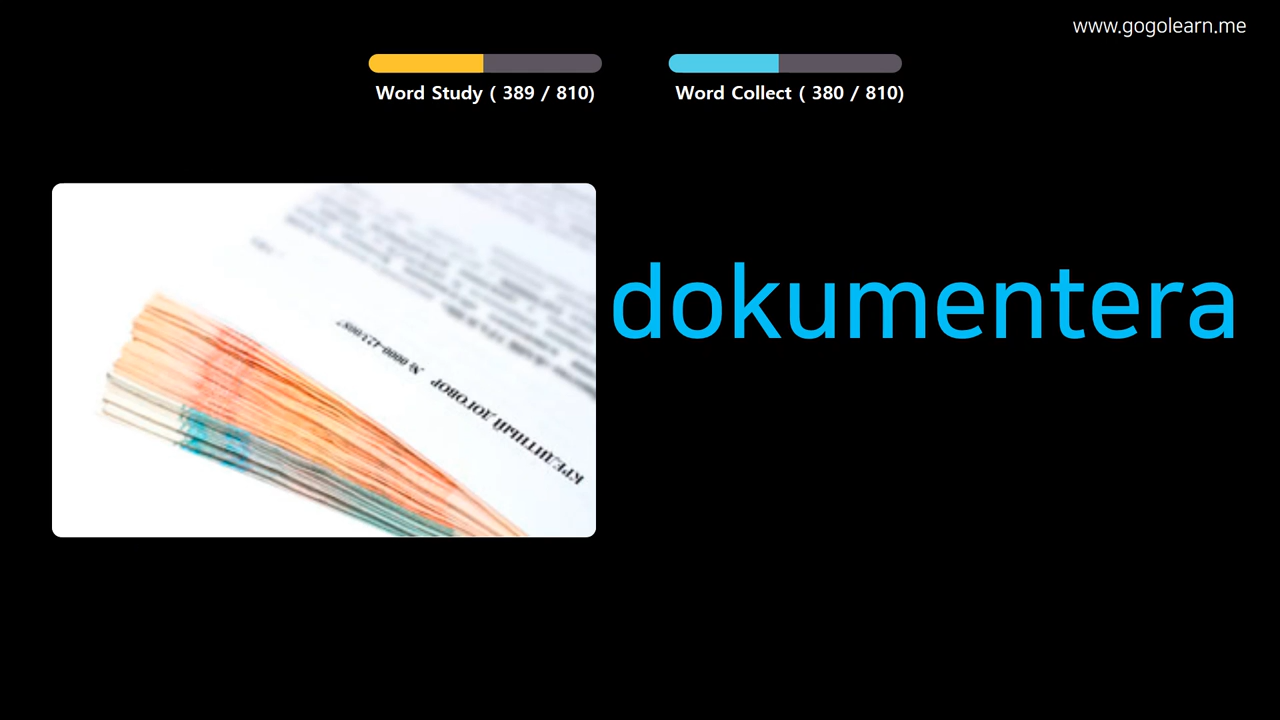 www.gogolearn.me
Word Study ( 389 / 810)
Word Collect ( 380 / 810)
dokumentera
КРЕДИТНЫЙ ДОГОВОР